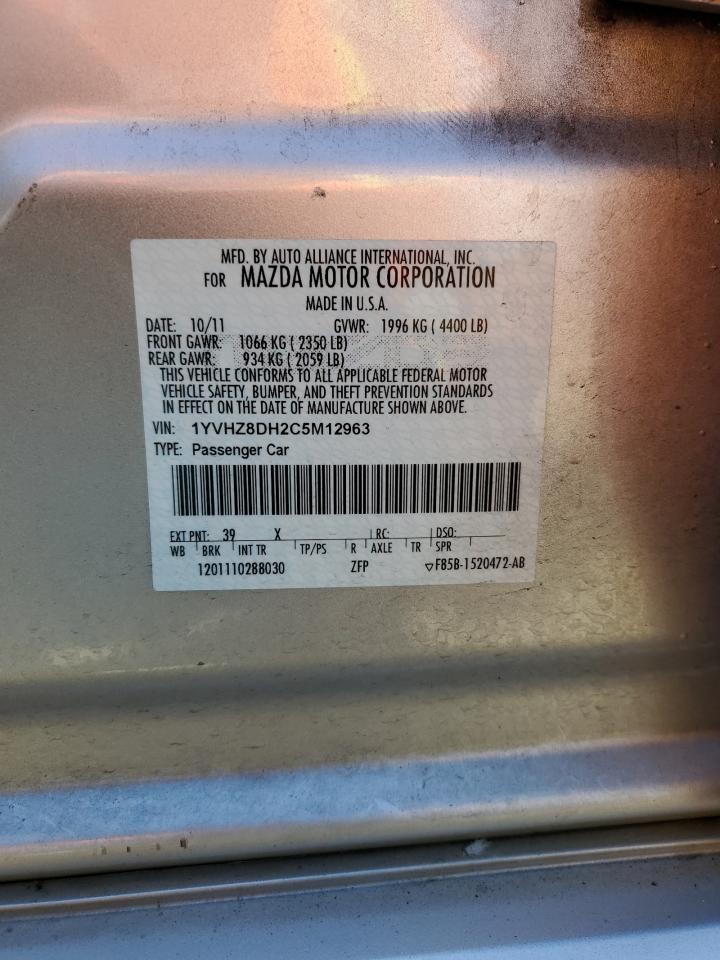 MFD. BY AUTO ALLIANCE INTERNATIONAL, INC.
FOR MAZDA MOTOR CORPORATION
MADE IN U.S.A.
DATE: 10/11 GVWR: 1996 KG ( 4400 LB)
FRONT GAWR: 1066 KG ( 2350 LB)
REAR GAWR: 934 KG ( 2059 LB)
THIS VEHICLE CONFORMS TO ALL APPLICABLE FEDERAL MOTOR
VEHICLE SAFETY, BUMPER, AND THEFT PREVENTION STANDARDS
IN EFFECT ON THE DATE OF MANUFACTURE SHOWN ABOVE.
VIN: 1YVHZ8DH2C5M12963
TYPE: Passenger Car
EXT PNT: 39 X RC: DSO:
WB BRK INT TR TP/PS R AXLE TR SPR
1201110288030 ZFP ▽F85B-1520472-AB